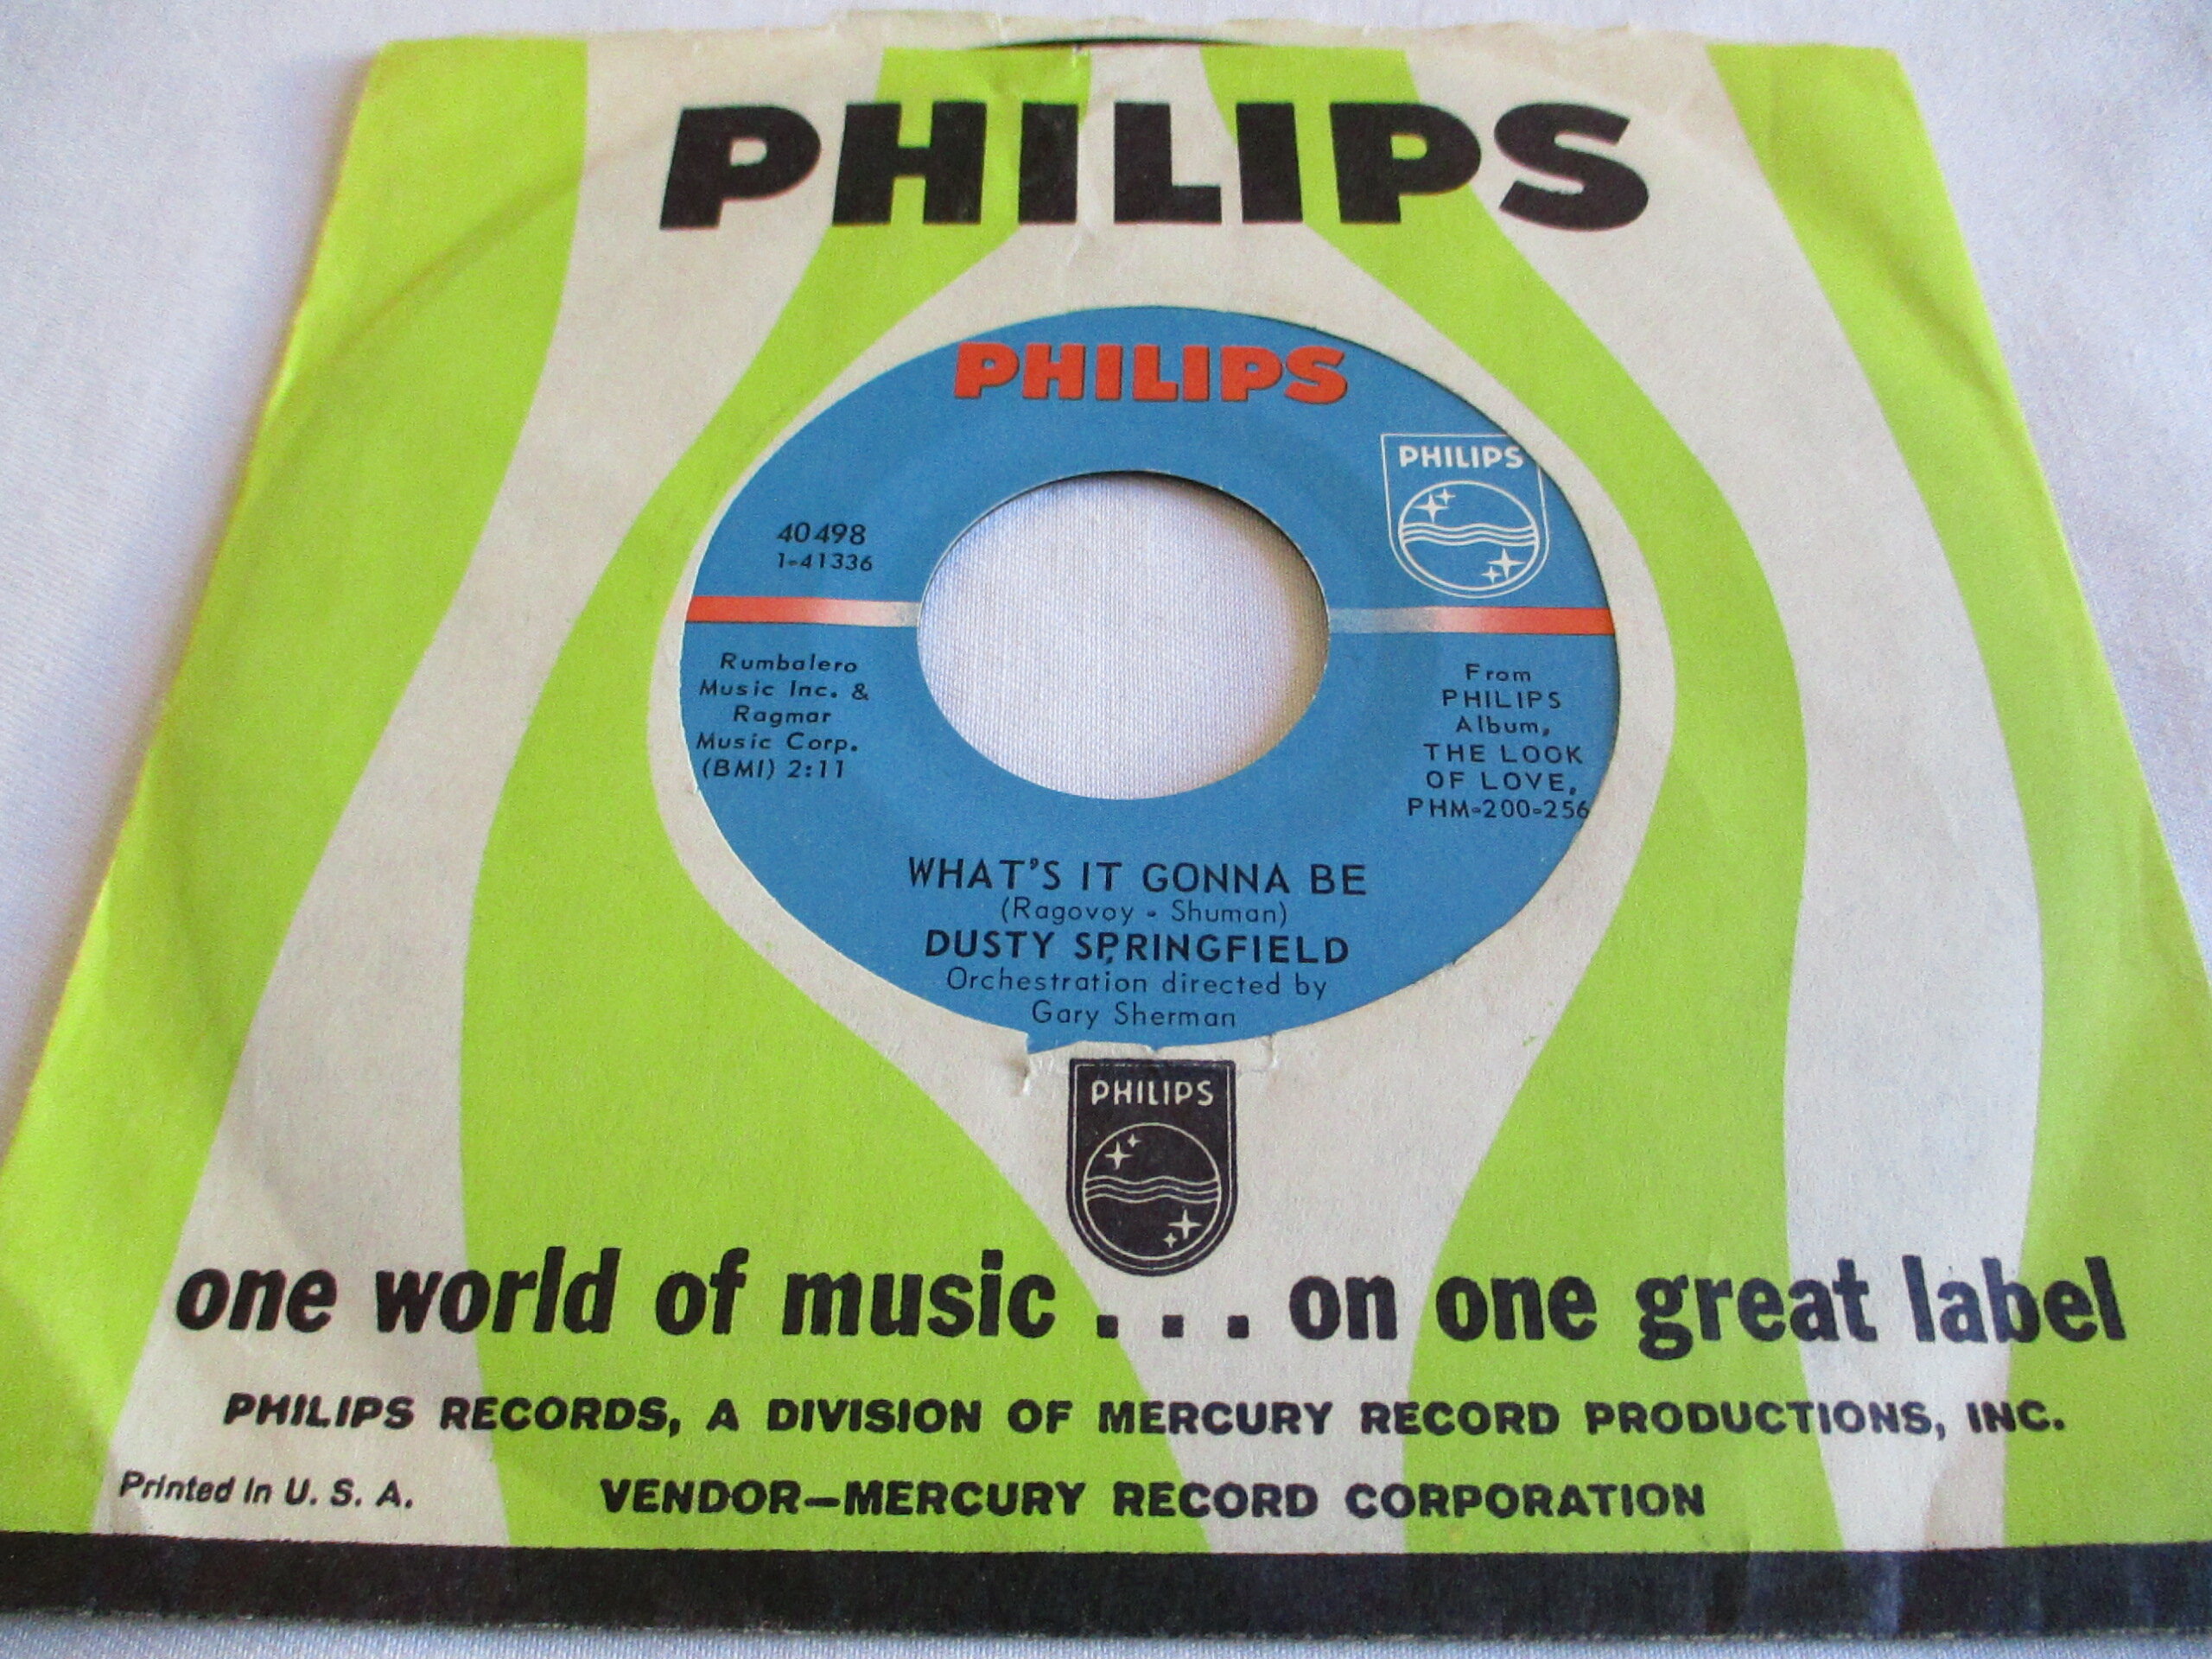 PHILIPS
PHILIPS
PHILIPS
40498
1-41336
Rumbalero
Music Inc. &
Ragmar
Music Corp.
(BMI) 2:11
From
PHILIPS
Album,
THE LOOK
OF LOVE,
PHM-200-256
WHAT'S IT GONNA BE
(Ragovoy - Shuman)
DUSTY SPRINGFIELD
Orchestration directed by
Gary Sherman
PHILIPS
one world of music . . . on one great label
PHILIPS RECORDS, A DIVISION OF MERCURY RECORD PRODUCTIONS, INC.
Printed in U. S. A.
VENDOR—MERCURY RECORD CORPORATION